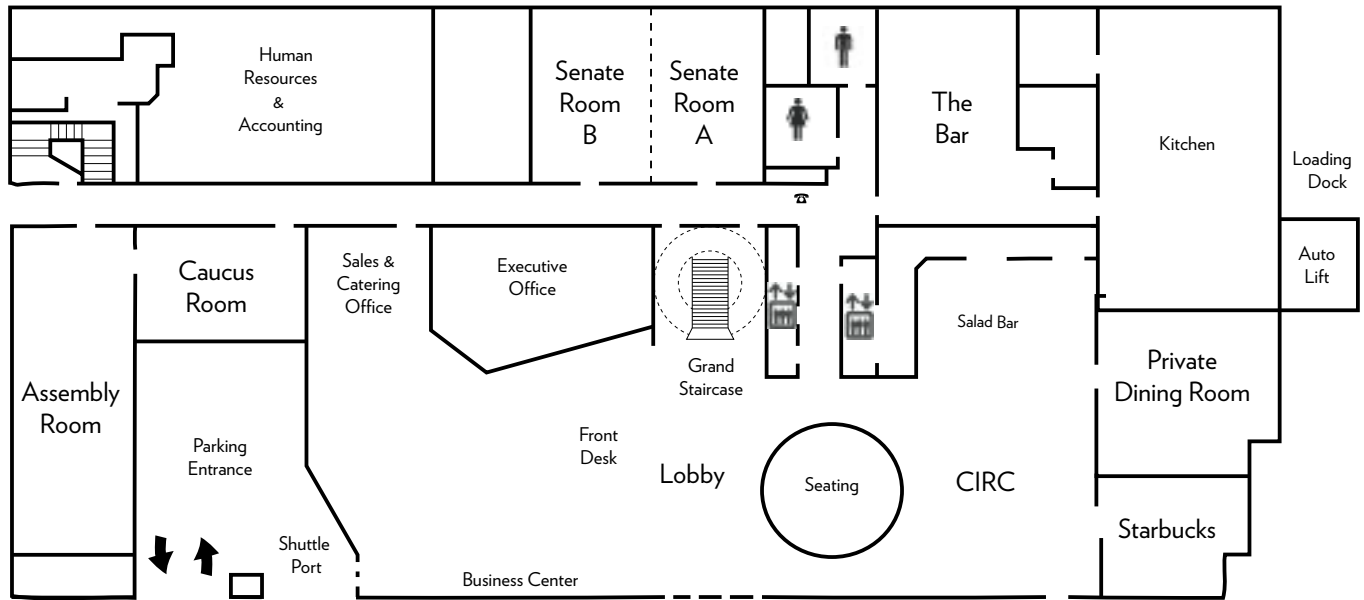 Human
Resources
&
Accounting
Senate
Room
B
Senate
Room
A
The
Bar
Kitchen
Loading
Dock
Auto
Lift
Caucus
Room
Sales &
Catering
Office
Executive
Office
Salad Bar
Grand
Staircase
Private
Dining Room
Assembly
Room
Parking
Entrance
Front
Desk
Lobby
Seating
CIRC
Starbucks
Shuttle
Port
Business Center